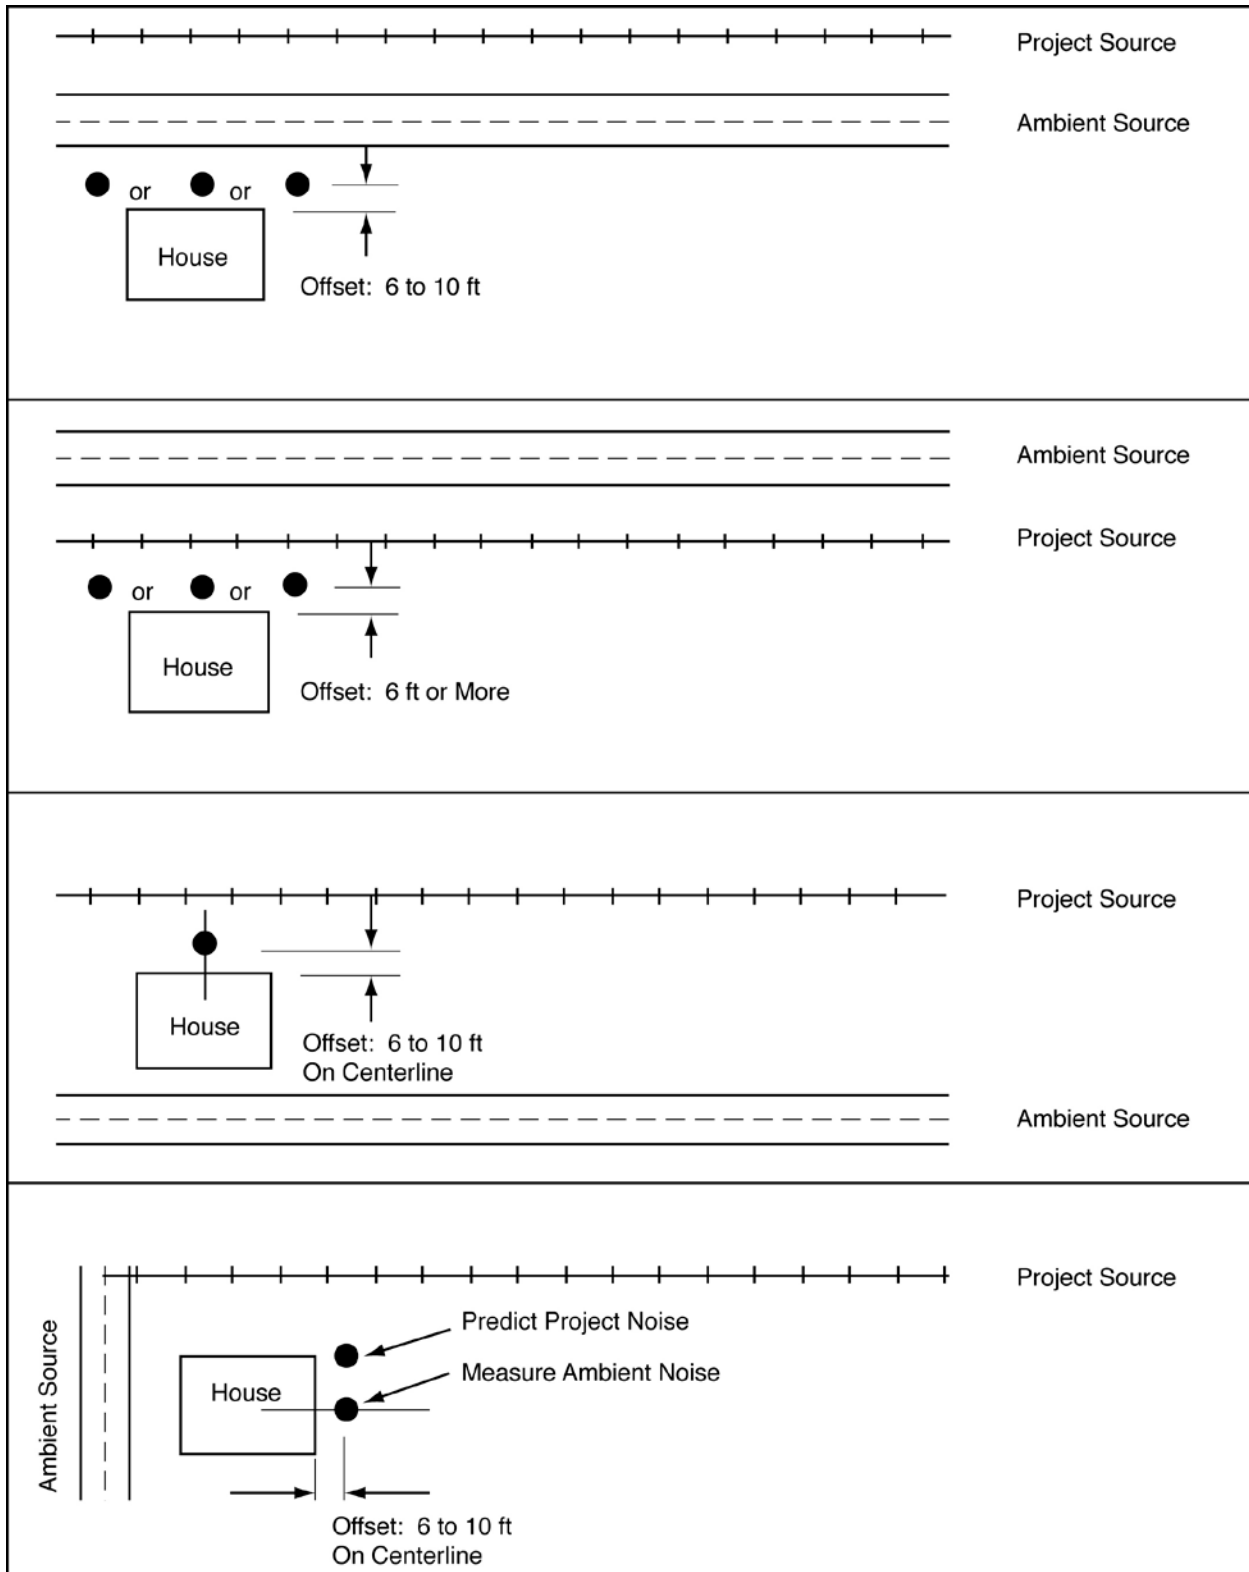 Project Source
Ambient Source
or
or
House
Offset: 6 to 10 ft
Ambient Source
Project Source
or
or
House
Offset: 6 ft or More
Project Source
House
Offset: 6 to 10 ft
On Centerline
Ambient Source
Project Source
Predict Project Noise
Measure Ambient Noise
House
Ambient Source
Offset: 6 to 10 ft
On Centerline